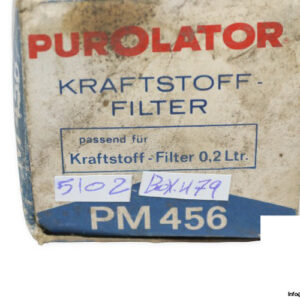 PUROLATOR
KRAFTSTOFF-
FILTER
passend für
Kraftstoff-Filter 0,2 Ltr.
5102 Box.479
PM 456